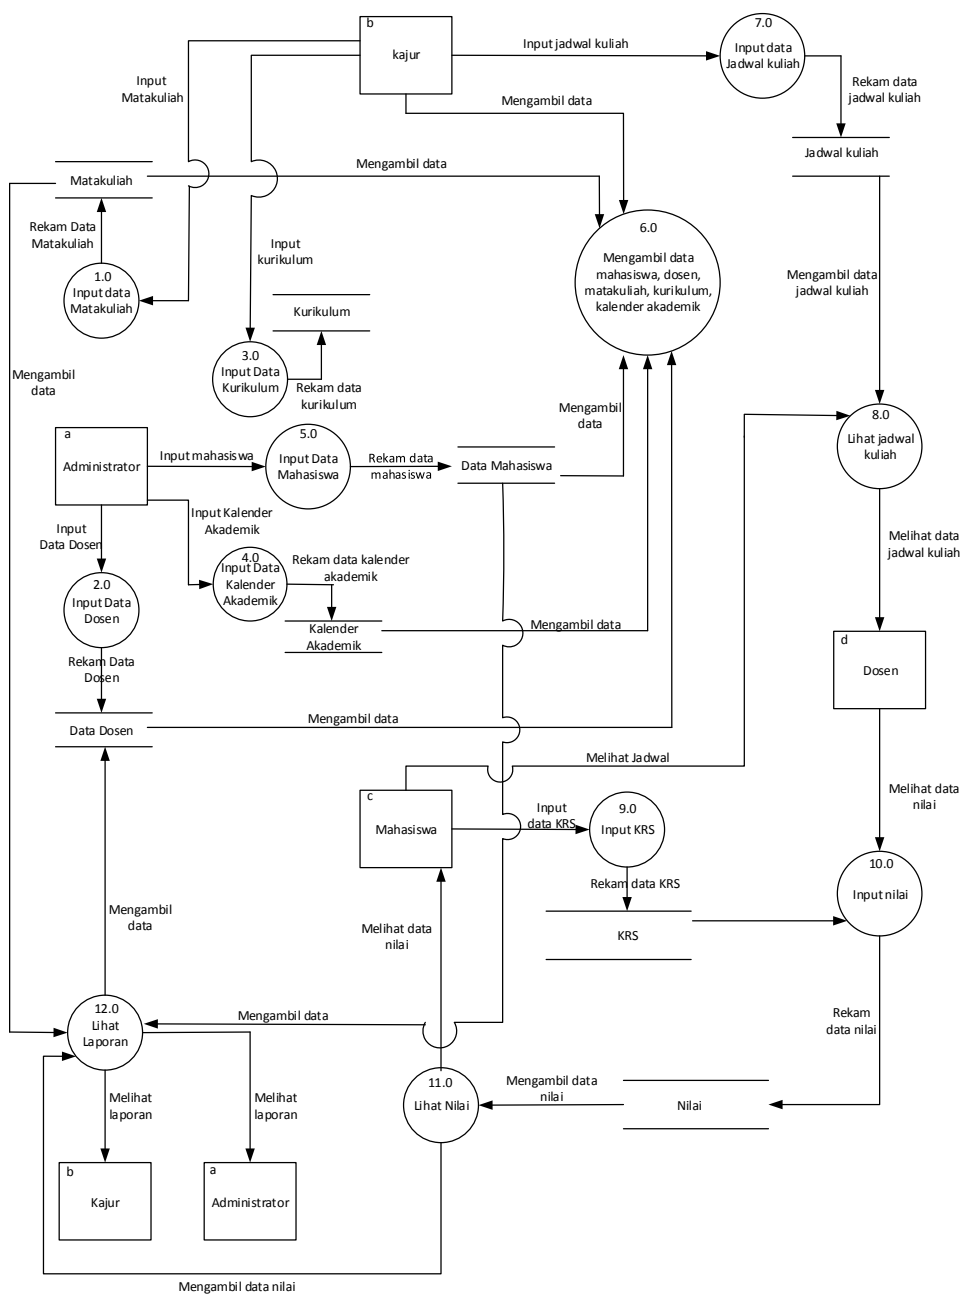 b
kajur
7.0
Input data
Jadwal kuliah
Input jadwal kuliah
Input
Matakuliah
Mengambil data
Rekam data
jadwal kuliah
Jadwal kuliah
Matakuliah
Mengambil data
Rekam Data
Matakuliah
Input
kurikulum
6.0
Mengambil data
mahasiswa, dosen,
matakuliah, kurikulum,
kalender akademik
1.0
Input data
Matakuliah
Mengambil data
jadwal kuliah
Kurikulum
3.0
Input Data
Kurikulum
Rekam data
kurikulum
Mengambil
data
Mengambil
data
8.0
Lihat jadwal
kuliah
a
Administrator
Input mahasiswa
5.0
Input Data
Mahasiswa
Rekam data
mahasiswa
Data Mahasiswa
Input
Data Dosen
Input Kalender
Akademik
Melihat data
jadwal kuliah
4.0
Input Data
Kalender
Akademik
Rekam data kalender
akademik
2.0
Input Data
Dosen
Kalender
Akademik
Mengambil data
d
Dosen
Rekam Data
Dosen
Data Dosen
Mengambil data
Melihat Jadwal
c
Mahasiswa
Input
data KRS
9.0
Input KRS
Melihat data
nilai
10.0
Input nilai
Rekam data KRS
KRS
Mengambil
data
Melihat data
nilai
12.0
Lihat
Laporan
Mengambil data
Rekam
data nilai
11.0
Lihat Nilai
Mengambil data
nilai
Nilai
Melihat
laporan
Melihat
laporan
b
Kajur
a
Administrator
Mengambil data nilai